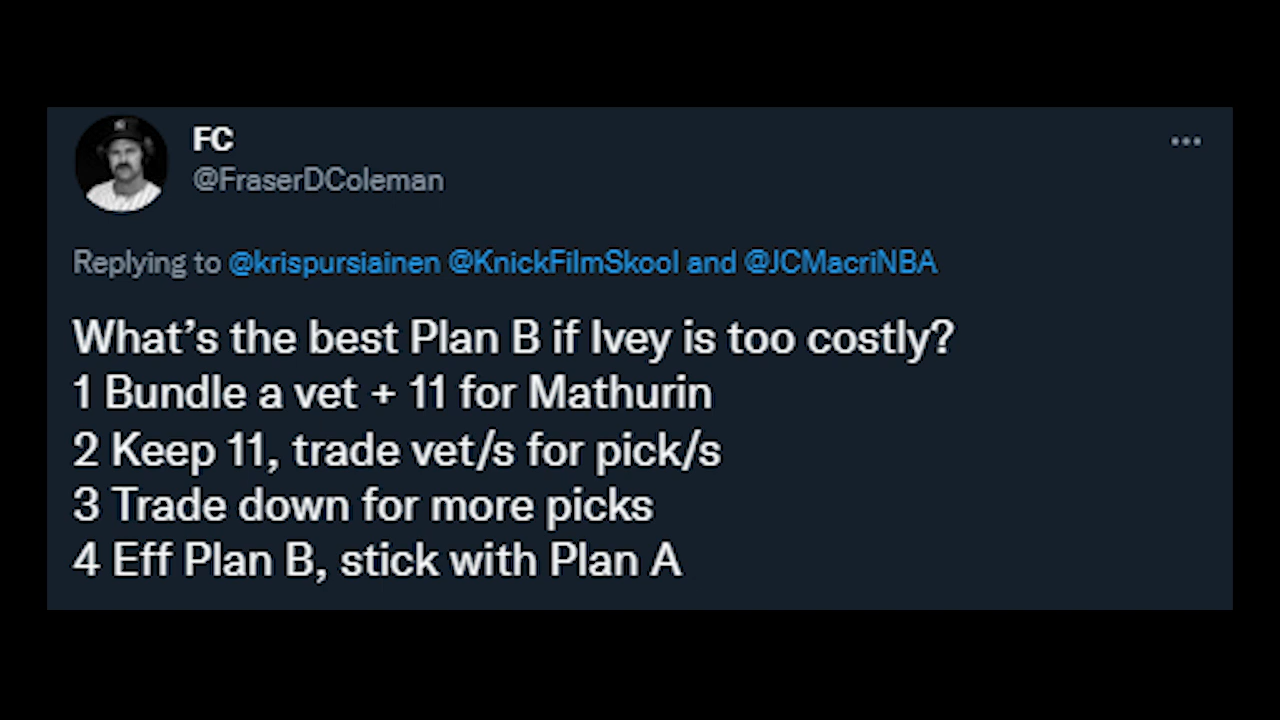 FC
@FraserDColeman
Replying to @krispursiainen @KnickFilmSkool and @JCMacriNBA
What’s the best Plan B if Ivey is too costly?
1 Bundle a vet + 11 for Mathurin
2 Keep 11, trade vet/s for pick/s
3 Trade down for more picks
4 Eff Plan B, stick with Plan A